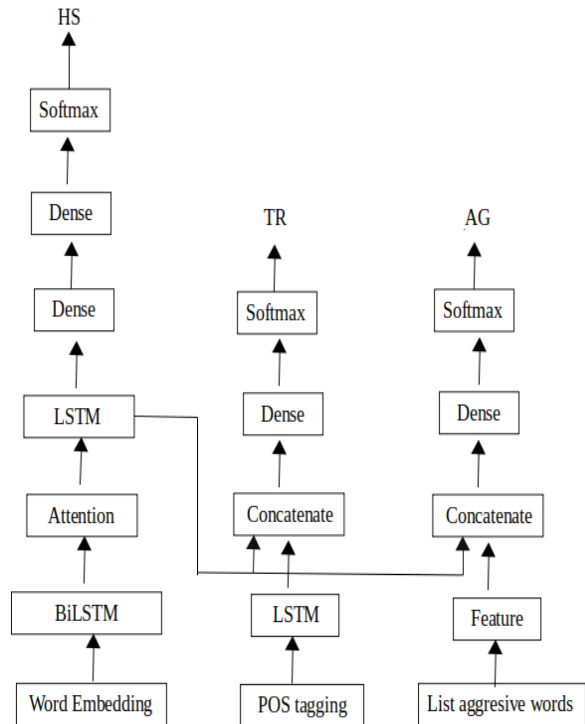 HS
Softmax
Dense
TR
AG
Dense
Softmax
Softmax
LSTM
Dense
Dense
Attention
Concatenate
Concatenate
BiLSTM
LSTM
Feature
Word Embedding
POS tagging
List aggresive words